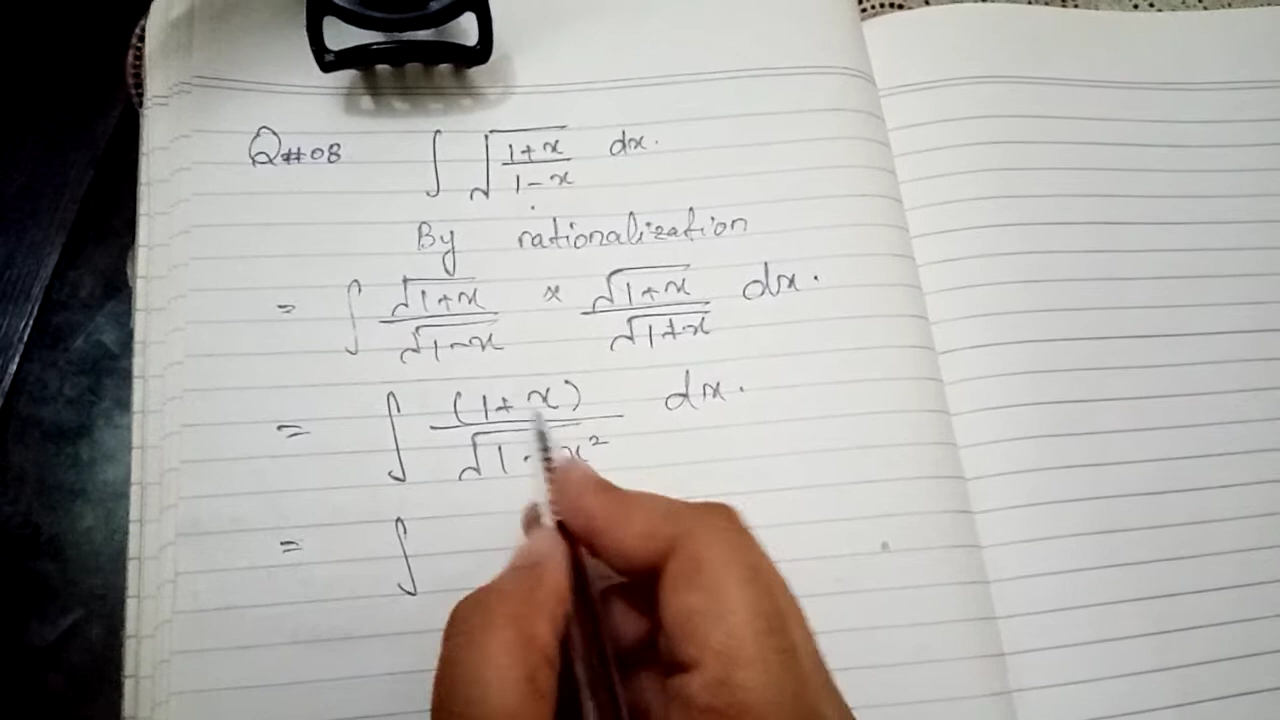 Q#08 ∫ √(1+x / 1-x) dx.
By rationalization
= ∫ √1+x / √1-x × √1+x / √1+x dx.
= ∫ (1+x) / √1-x² dx.
= ∫